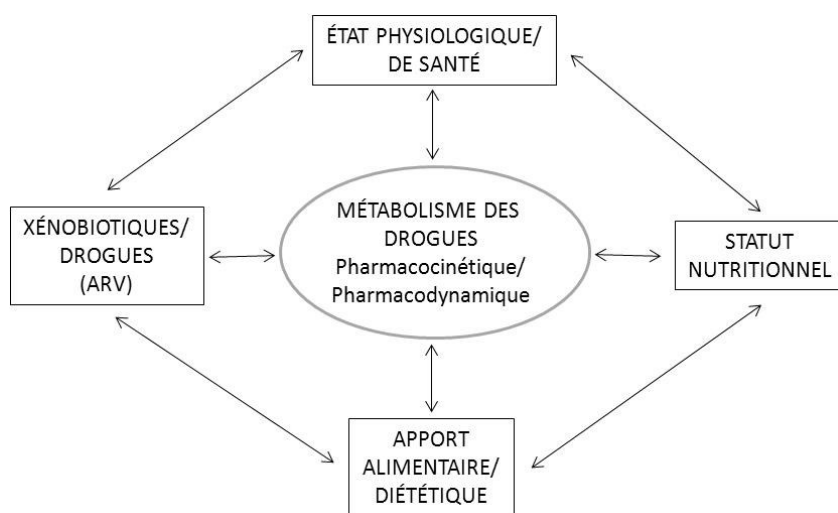 ÉTAT PHYSIOLOGIQUE/
DE SANTÉ
XÉNOBIOTIQUES/
DROGUES
(ARV)
MÉTABOLISME DES
DROGUES
Pharmacocinétique/
Pharmacodynamique
STATUT
NUTRITIONNEL
APPORT
ALIMENTAIRE/
DIÉTÉTIQUE